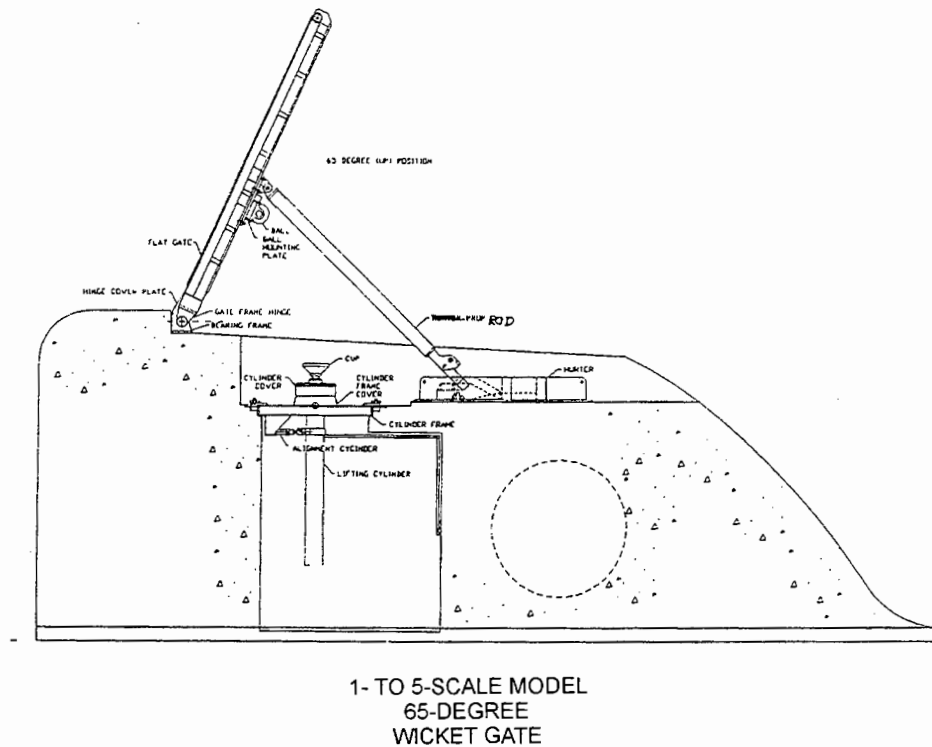 65 DEGREE (UP) POSITION
BALL
BALL
MOUNTING
PLATE
FLAT GATE
HINGE COVER PLATE
GATE FRAME HINGE
BEARING FRAME
PROP ROD
CUP
CYLINDER
COVER
CYLINDER
FRAME
COVER
HURTER
CYLINDER FRAME
ALIGNMENT CYLINDER
LIFTING CYLINDER
1- TO 5-SCALE MODEL
65-DEGREE
WICKET GATE